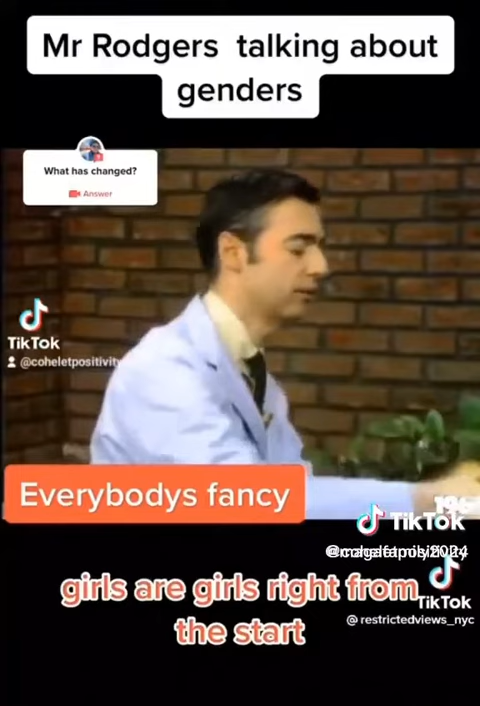 Mr Rodgers talking about
genders
What has changed?
Answer
TikTok
@coheletpositivity
Everybodys fancy
TikTok
girls are girls right from
the start
TikTok
@restrictedviews_nyc